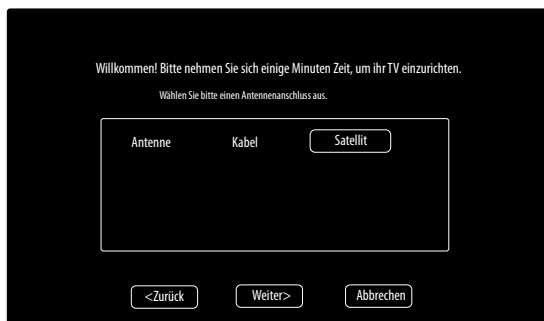 Willkommen! Bitte nehmen Sie sich einige Minuten Zeit, um ihr TV einzurichten.
Wählen Sie bitte einen Antennenanschluss aus.
Antenne Kabel Satellit
<Zurück Weiter> Abbrechen